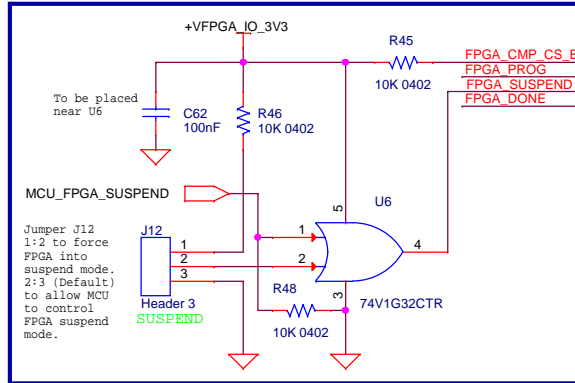 +VFPGA_IO_3V3
R45
10K 0402
FPGA_CMP_CS_B
FPGA_PROG
FPGA_SUSPEND
FPGA_DONE
To be placed
near U6
C62
100nF
R46
10K 0402
MCU_FPGA_SUSPEND
U6
5
1
2
4
3
74V1G32CTR
Jumper J12
1:2 to force
FPGA into
suspend mode.
2:3 (Default)
to allow MCU
to control
FPGA suspend
mode.
J12
1
2
3
Header 3
SUSPEND
R48
10K 0402